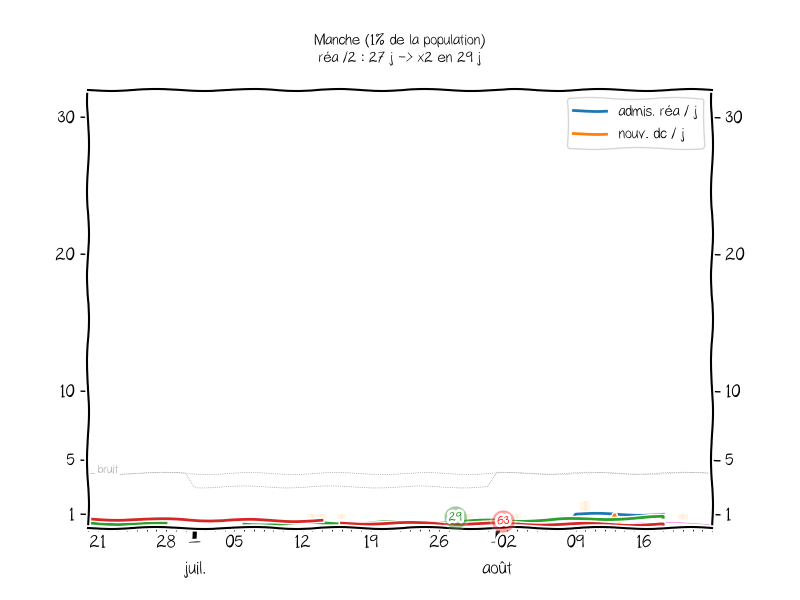 Manche (1% de la population)
réa /2 : 27 j -> x2 en 29 j
admis. réa / j
nouv. dc / j
30
30
20
20
10
10
5
5
bruit
1
1
29
63
21 28 05 12 19 26 02 09 16
juil. août